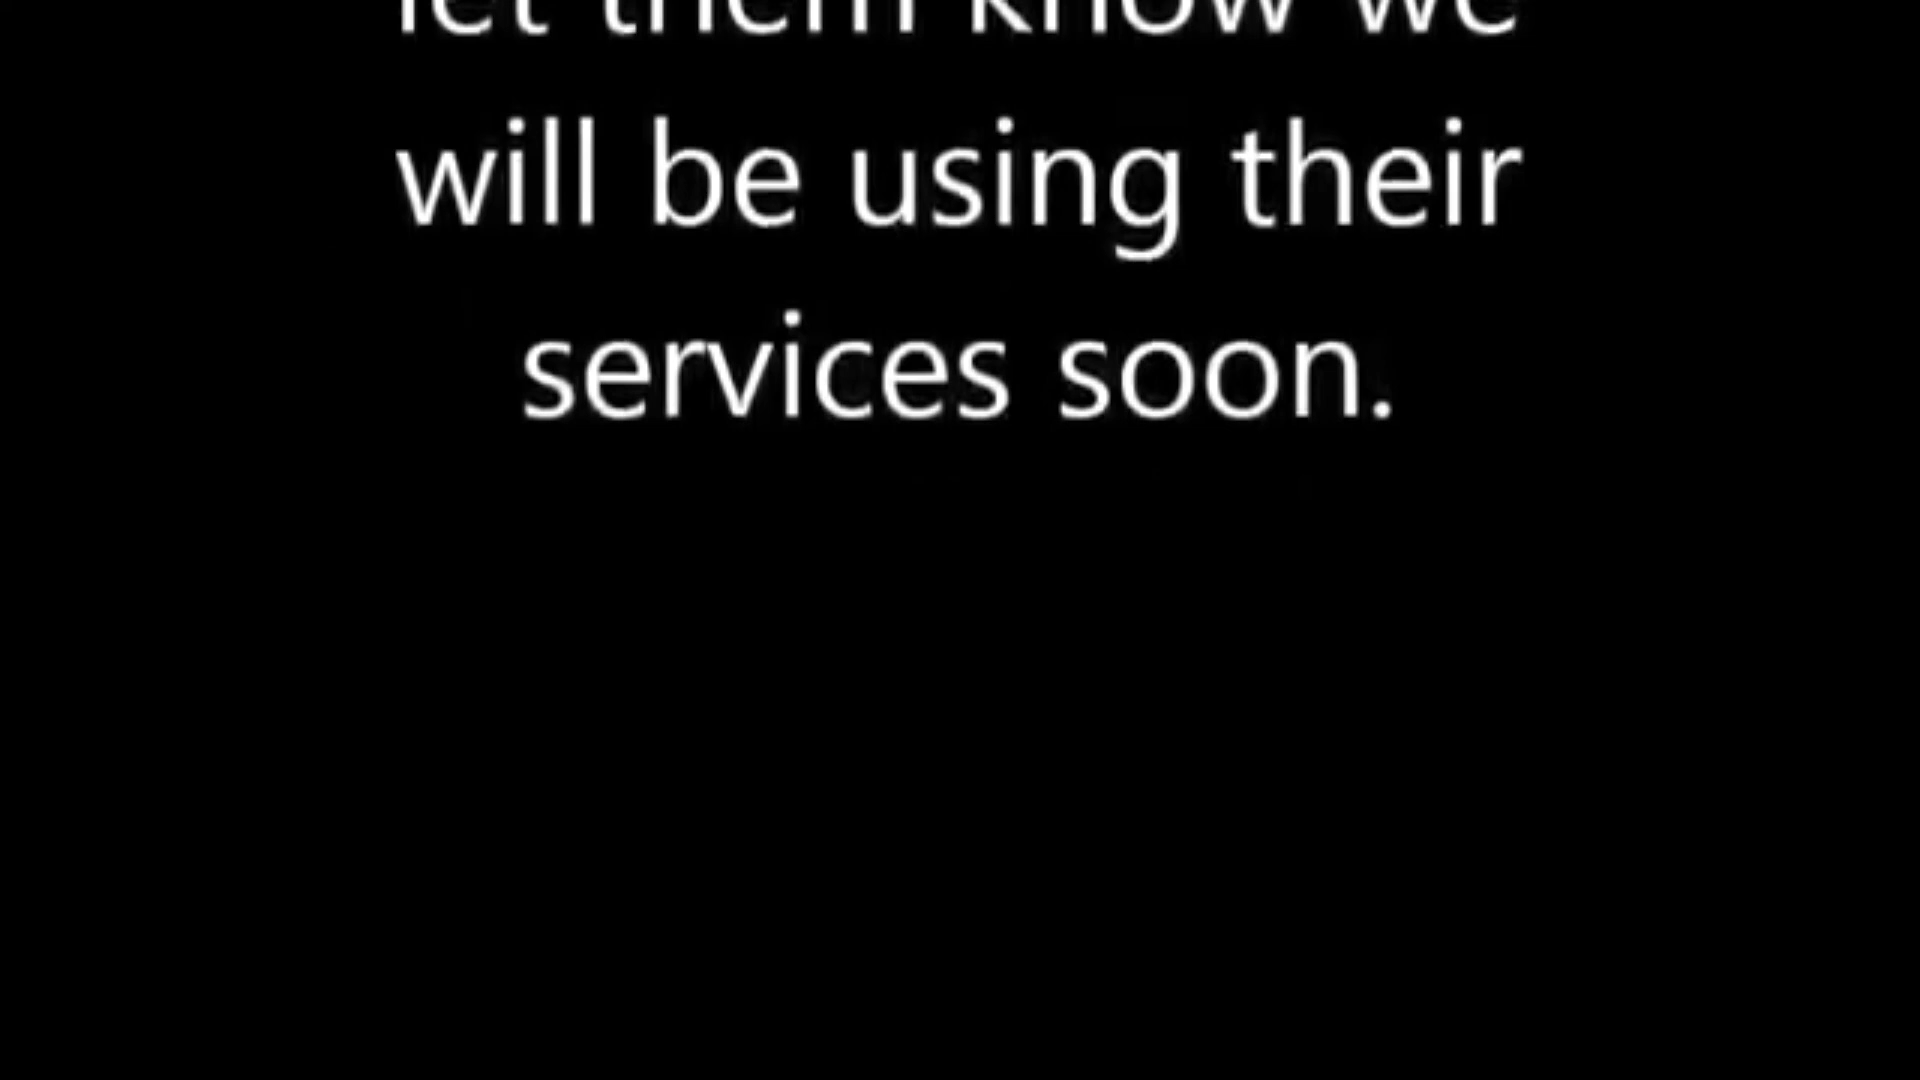 let them know we
will be using their
services soon.